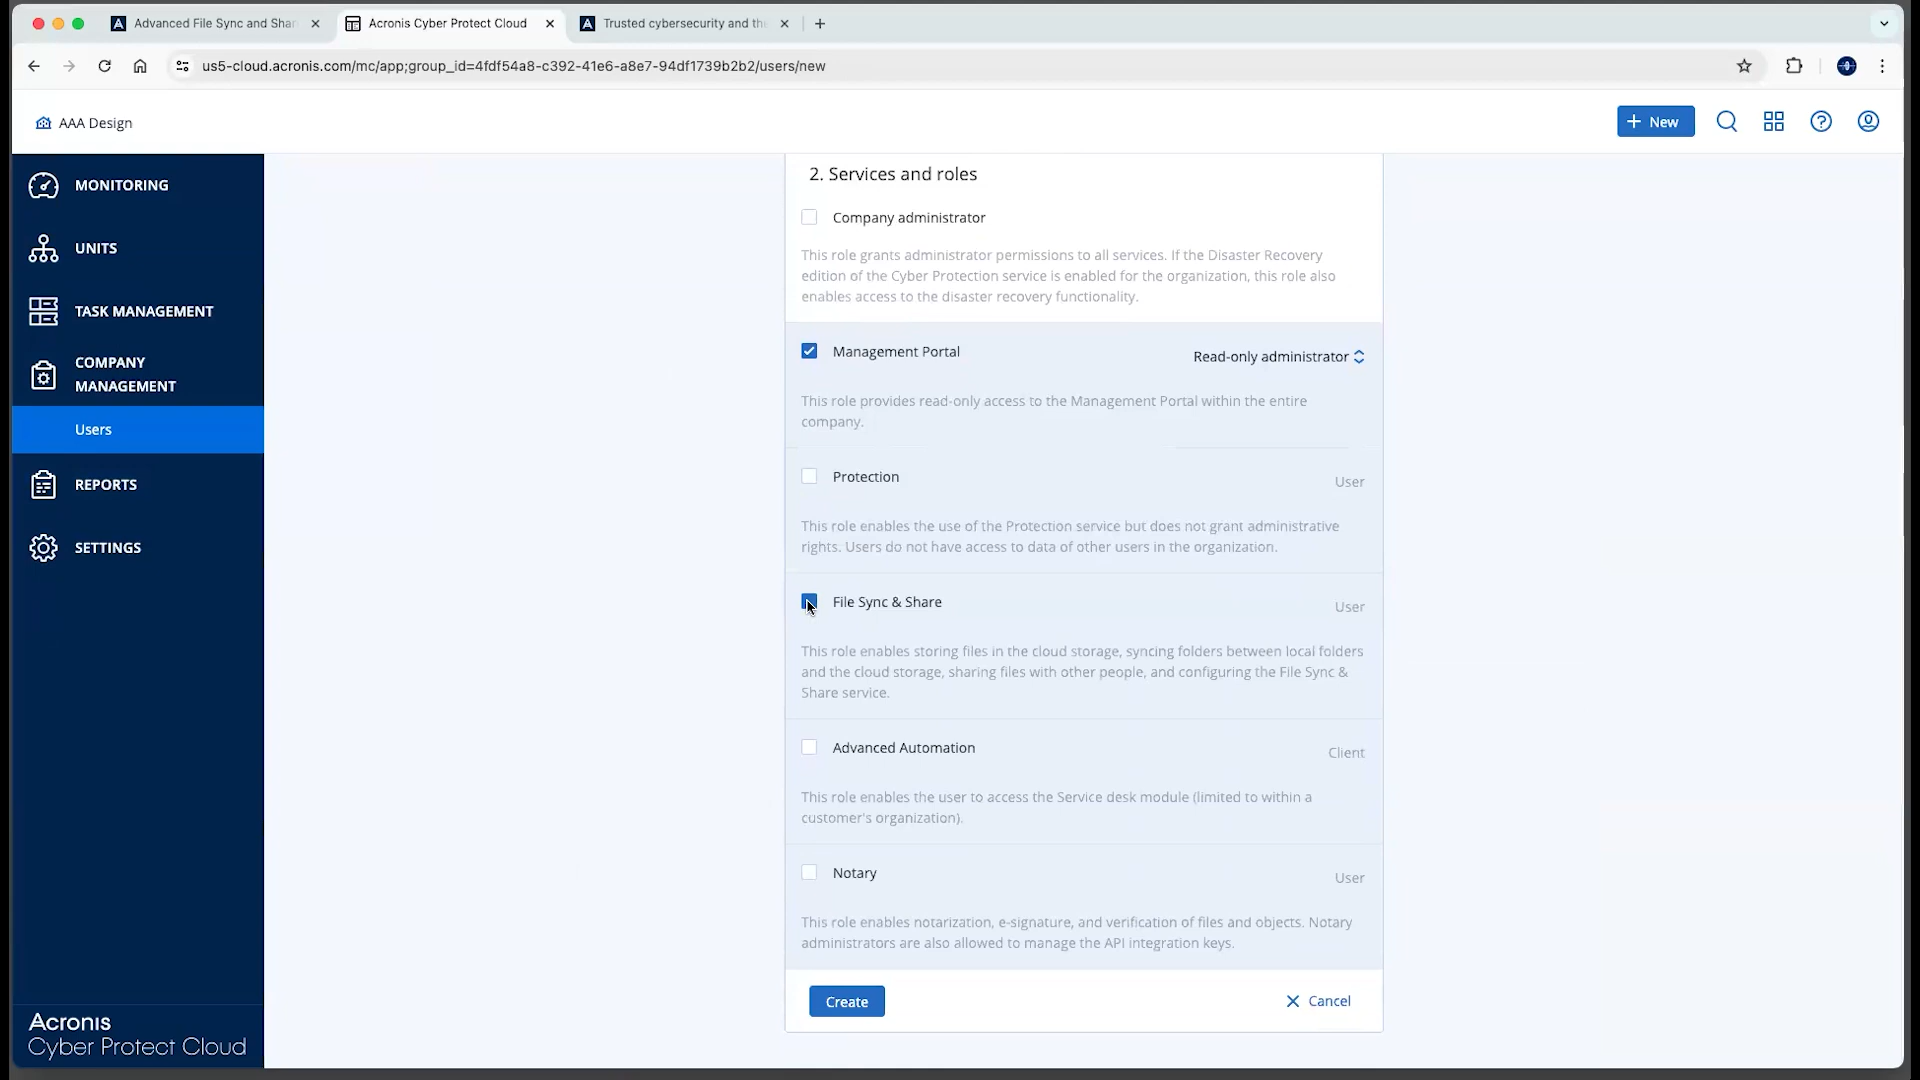 Advanced File Sync and Shar
Acronis Cyber Protect Cloud
Trusted cybersecurity and the
us5-cloud.acronis.com/mc/app;group_id=4fdf54a8-c392-41e6-a8e7-94df1739b2b2/users/new
AAA Design
New
MONITORING
UNITS
TASK MANAGEMENT
COMPANY
MANAGEMENT
Users
REPORTS
SETTINGS
Acronis
Cyber Protect Cloud
2. Services and roles
Company administrator
This role grants administrator permissions to all services. If the Disaster Recovery
edition of the Cyber Protection service is enabled for the organization, this role also
enables access to the disaster recovery functionality.
Management Portal
Read-only administrator
This role provides read-only access to the Management Portal within the entire
company.
Protection
User
This role enables the use of the Protection service but does not grant administrative
rights. Users do not have access to data of other users in the organization.
File Sync & Share
User
This role enables storing files in the cloud storage, syncing folders between local folders
and the cloud storage, sharing files with other people, and configuring the File Sync &
Share service.
Advanced Automation
Client
This role enables the user to access the Service desk module (limited to within a
customer's organization).
Notary
User
This role enables notarization, e-signature, and verification of files and objects. Notary
administrators are also allowed to manage the API integration keys.
Create
Cancel